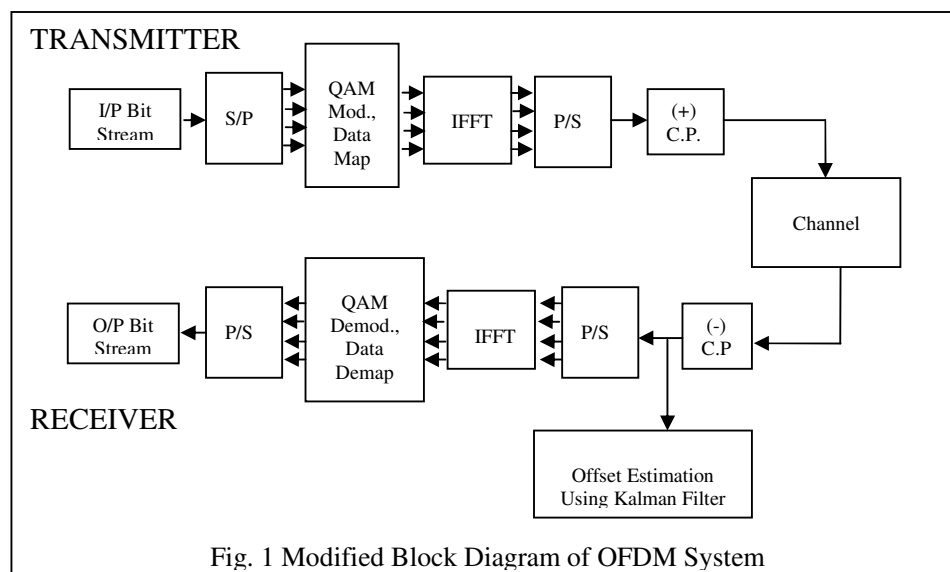 TRANSMITTER
I/P Bit
Stream
S/P
QAM
Mod.,
Data
Map
IFFT
P/S
(+)
C.P.
Channel
O/P Bit
Stream
P/S
QAM
Demod.,
Data
Demap
IFFT
P/S
(-)
C.P
RECEIVER
Offset Estimation
Using Kalman Filter
Fig. 1 Modified Block Diagram of OFDM System